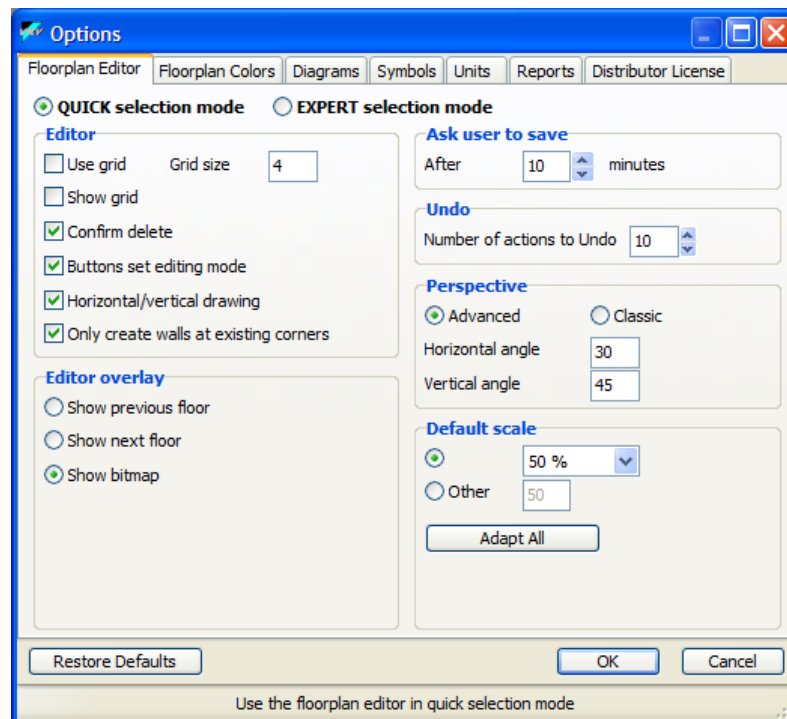 Options
Floorplan Editor Floorplan Colors Diagrams Symbols Units Reports Distributor License
QUICK selection mode EXPERT selection mode
Editor
Use grid Grid size 4
Show grid
Confirm delete
Buttons set editing mode
Horizontal/vertical drawing
Only create walls at existing corners
Editor overlay
Show previous floor
Show next floor
Show bitmap
Ask user to save
After 10 minutes
Undo
Number of actions to Undo 10
Perspective
Advanced Classic
Horizontal angle 30
Vertical angle 45
Default scale
50 %
Other 50
Adapt All
Restore Defaults OK Cancel
Use the floorplan editor in quick selection mode